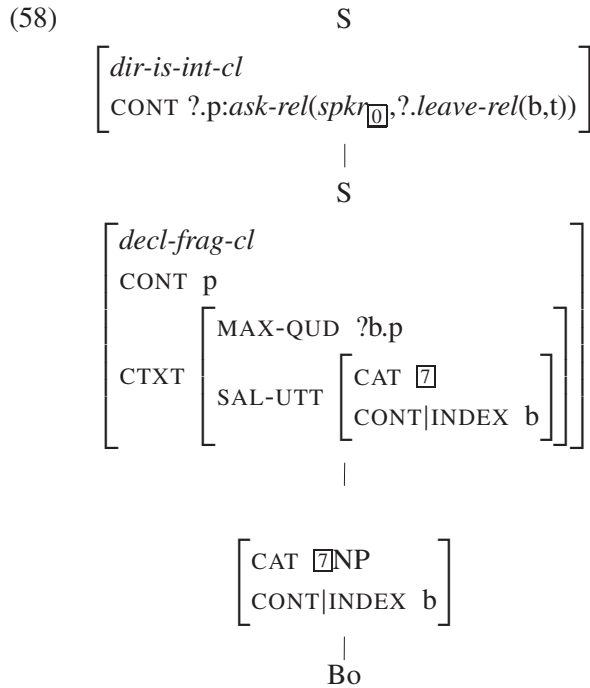 (58) S
dir-is-int-cl
CONT ?.p:ask-rel(spkr0,?.leave-rel(b,t))
S
decl-frag-cl
CONT p
MAX-QUD ?b.p
CTXT
CAT 7
SAL-UTT
CONT|INDEX b
CAT 7NP
CONT|INDEX b
Bo